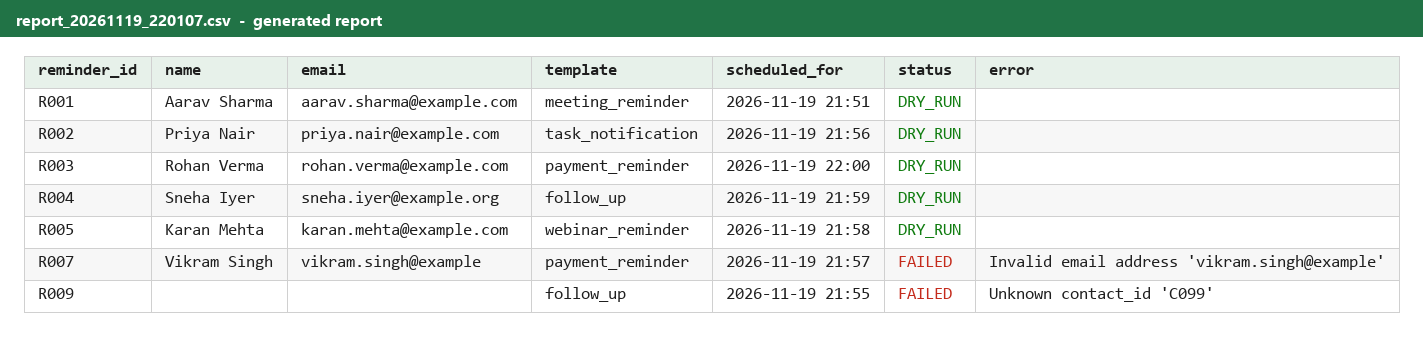 report_20261119_220107.csv - generated report
reminder_id name email template scheduled_for status error
R001 Aarav Sharma aarav.sharma@example.com meeting_reminder 2026-11-19 21:51 DRY_RUN
R002 Priya Nair priya.nair@example.com task_notification 2026-11-19 21:56 DRY_RUN
R003 Rohan Verma rohan.verma@example.com payment_reminder 2026-11-19 22:00 DRY_RUN
R004 Sneha Iyer sneha.iyer@example.org follow_up 2026-11-19 21:59 DRY_RUN
R005 Karan Mehta karan.mehta@example.com webinar_reminder 2026-11-19 21:58 DRY_RUN
R007 Vikram Singh vikram.singh@example payment_reminder 2026-11-19 21:57 FAILED Invalid email address 'vikram.singh@example'
R009 follow_up 2026-11-19 21:55 FAILED Unknown contact_id 'C099'